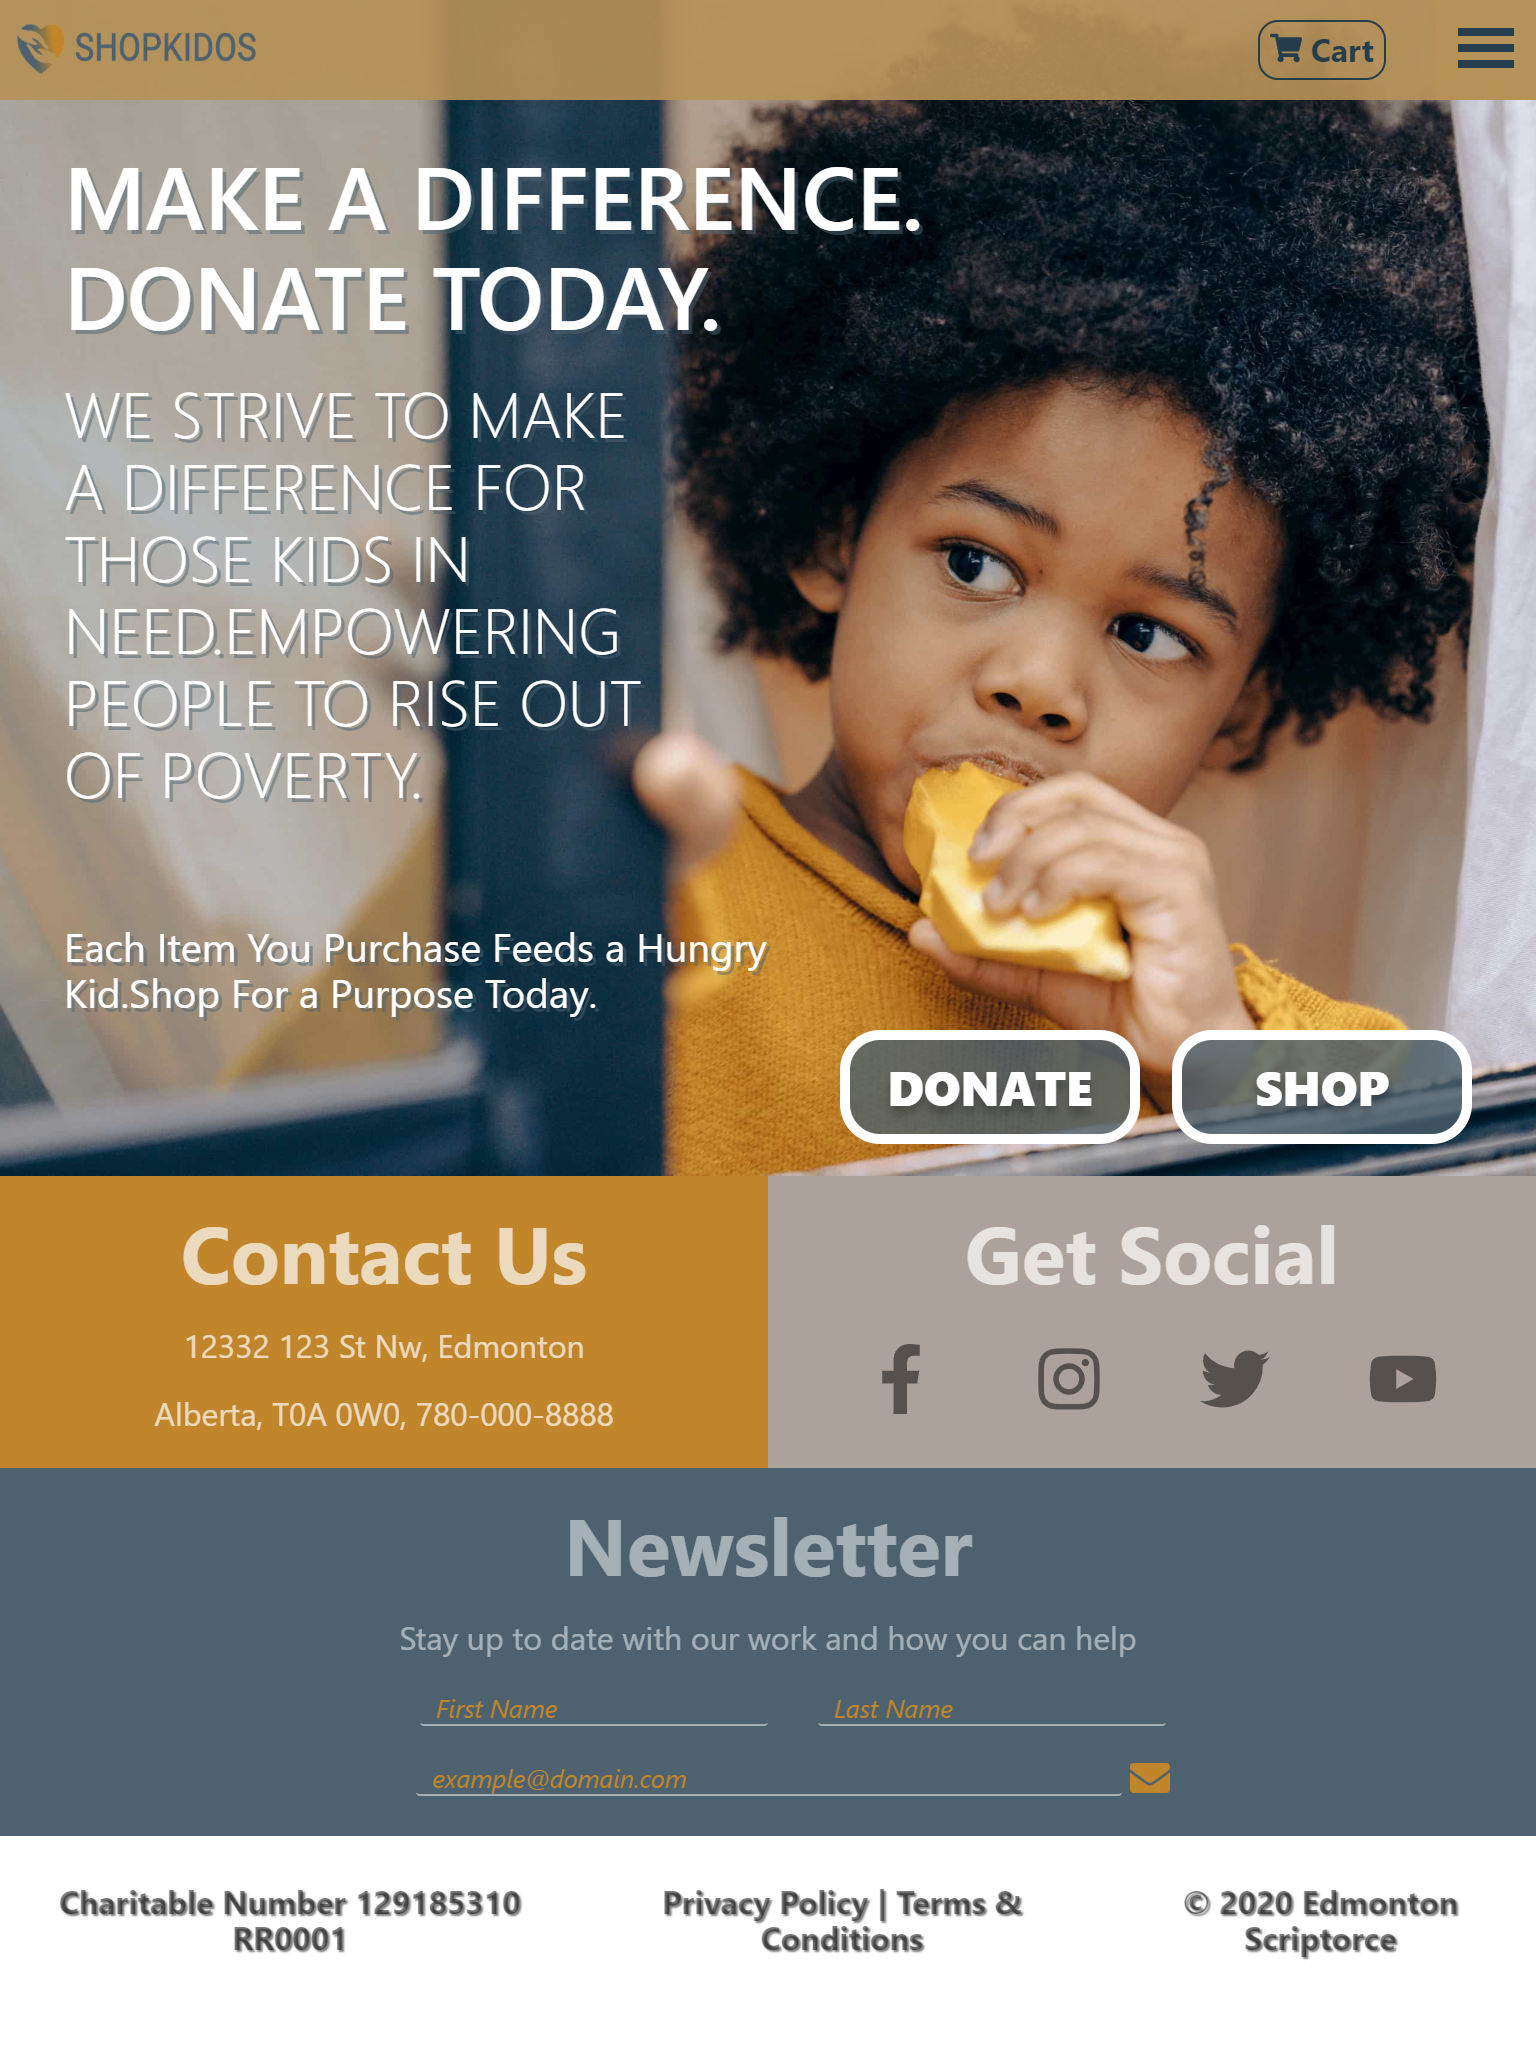 SHOPKIDOS
Cart
MAKE A DIFFERENCE.
DONATE TODAY.
WE STRIVE TO MAKE
A DIFFERENCE FOR
THOSE KIDS IN
NEED.EMPOWERING
PEOPLE TO RISE OUT
OF POVERTY.
Each Item You Purchase Feeds a Hungry
Kid.Shop For a Purpose Today.
DONATE
SHOP
Contact Us
12332 123 St Nw, Edmonton
Alberta, T0A 0W0, 780-000-8888
Get Social
Newsletter
Stay up to date with our work and how you can help
First Name
Last Name
example@domain.com
Charitable Number 129185310
RR0001
Privacy Policy | Terms &
Conditions
© 2020 Edmonton
Scriptorce